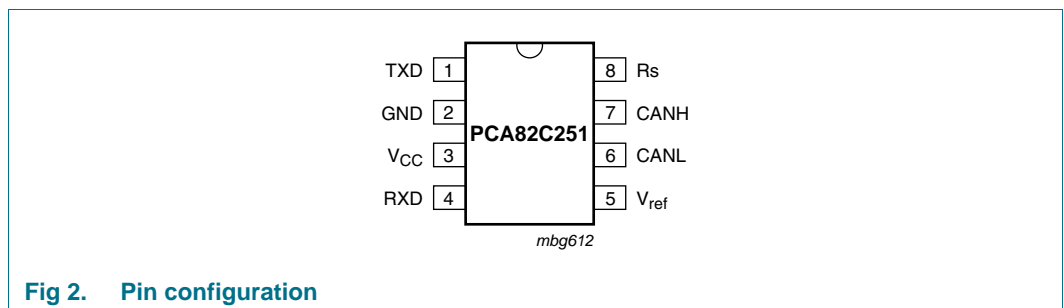 TXD 1
GND 2
VCC 3
RXD 4
PCA82C251
8 Rs
7 CANH
6 CANL
5 Vref
mbg612
Fig 2. Pin configuration